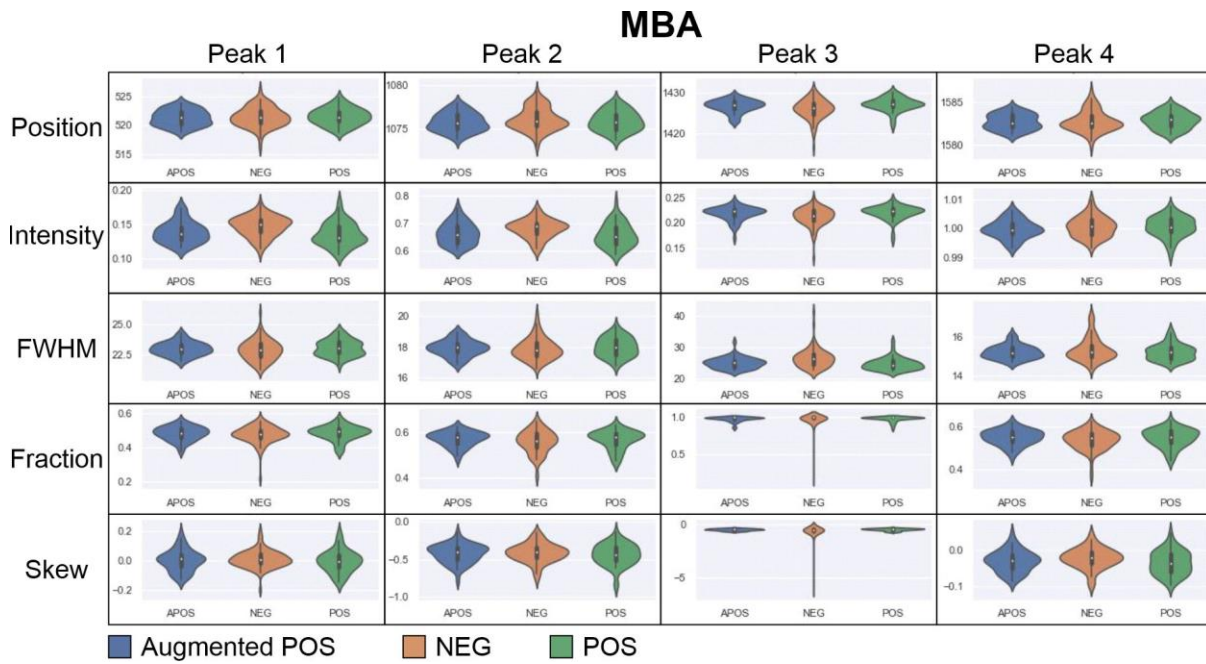 MBA
Peak 1 Peak 2 Peak 3 Peak 4
Position
525
520
515
APOS NEG POS
1080
1075
APOS NEG POS
1430
1420
APOS NEG POS
1585
1580
APOS NEG POS
Intensity
0.20
0.15
0.10
APOS NEG POS
0.8
0.7
0.6
APOS NEG POS
0.25
0.20
0.15
APOS NEG POS
1.01
1.00
0.99
APOS NEG POS
FWHM
25.0
22.5
APOS NEG POS
20
18
16
APOS NEG POS
40
30
20
APOS NEG POS
16
14
APOS NEG POS
Fraction
0.6
0.4
0.2
APOS NEG POS
0.6
0.4
APOS NEG POS
1.0
0.5
APOS NEG POS
0.6
0.4
APOS NEG POS
Skew
0.2
0.0
−0.2
APOS NEG POS
0.0
−0.5
−1.0
APOS NEG POS
0
−5
APOS NEG POS
0.0
−0.1
APOS NEG POS
Augmented POS NEG POS